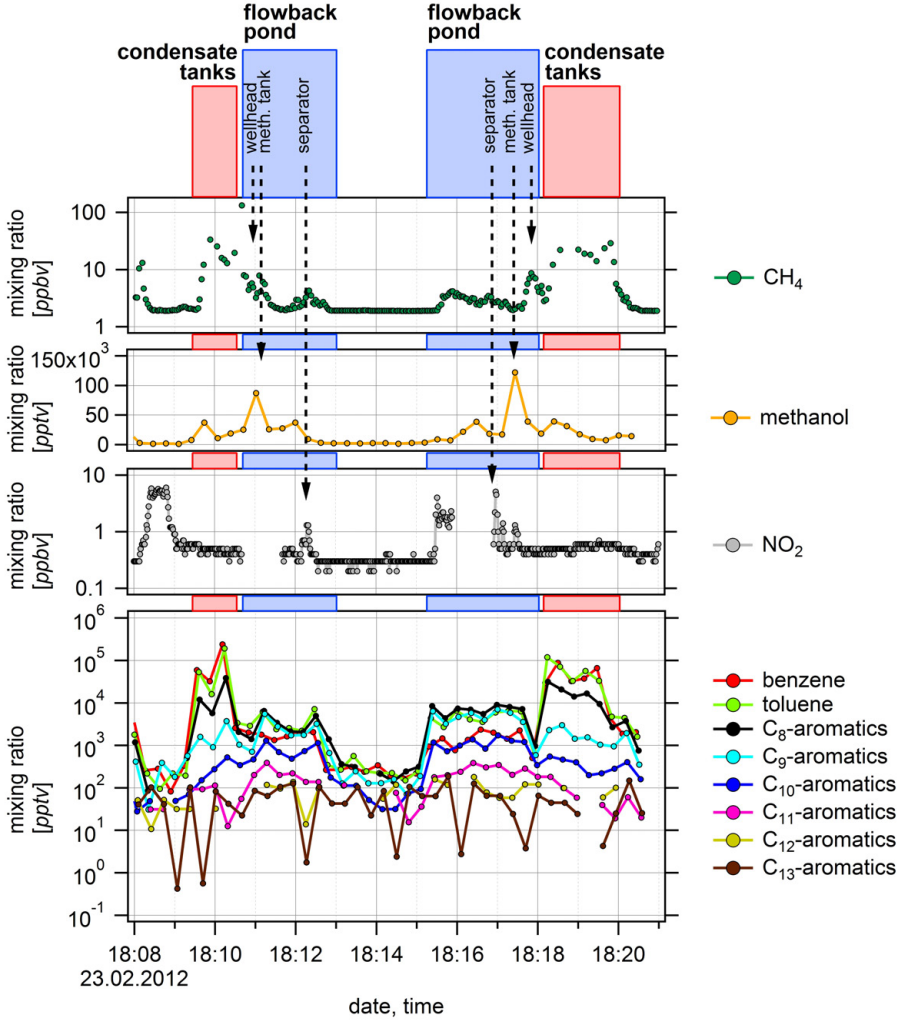 flowback
pond
flowback
pond
condensate
tanks
condensate
tanks
wellhead
meth. tank
separator
separator
meth. tank
wellhead
mixing ratio
[ppbv]
100
10
1
CH4
mixing ratio
[pptv]
150x10³
100
50
0
methanol
mixing ratio
[ppbv]
10
1
0.1
NO2
mixing ratio
[pptv]
10⁶
10⁵
10⁴
10³
10²
10¹
10⁰
10⁻¹
benzene
toluene
C8-aromatics
C9-aromatics
C10-aromatics
C11-aromatics
C12-aromatics
C13-aromatics
18:08 18:10 18:12 18:14 18:16 18:18 18:20
23.02.2012
date, time